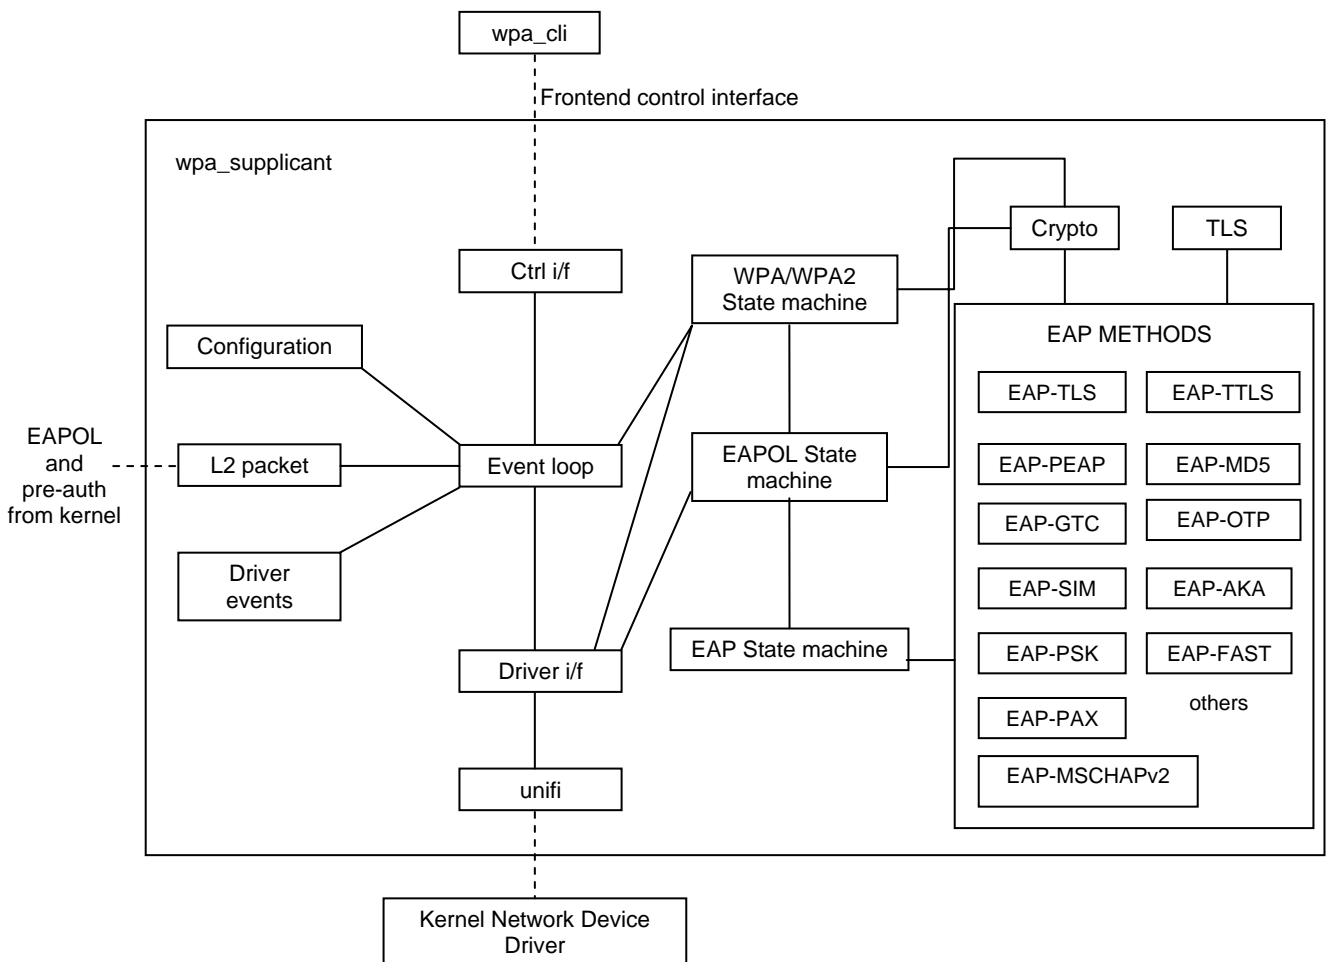 wpa_cli
Frontend control interface
wpa_supplicant
Crypto
TLS
Ctrl i/f
WPA/WPA2
State machine
Configuration
EAP METHODS
EAP-TLS
EAP-TTLS
EAPOL
and
pre-auth
from kernel
L2 packet
Event loop
EAPOL State
machine
EAP-PEAP
EAP-MD5
EAP-GTC
EAP-OTP
Driver
events
EAP-SIM
EAP-AKA
Driver i/f
EAP State machine
EAP-PSK
EAP-FAST
EAP-PAX
others
unifi
EAP-MSCHAPv2
Kernel Network Device
Driver